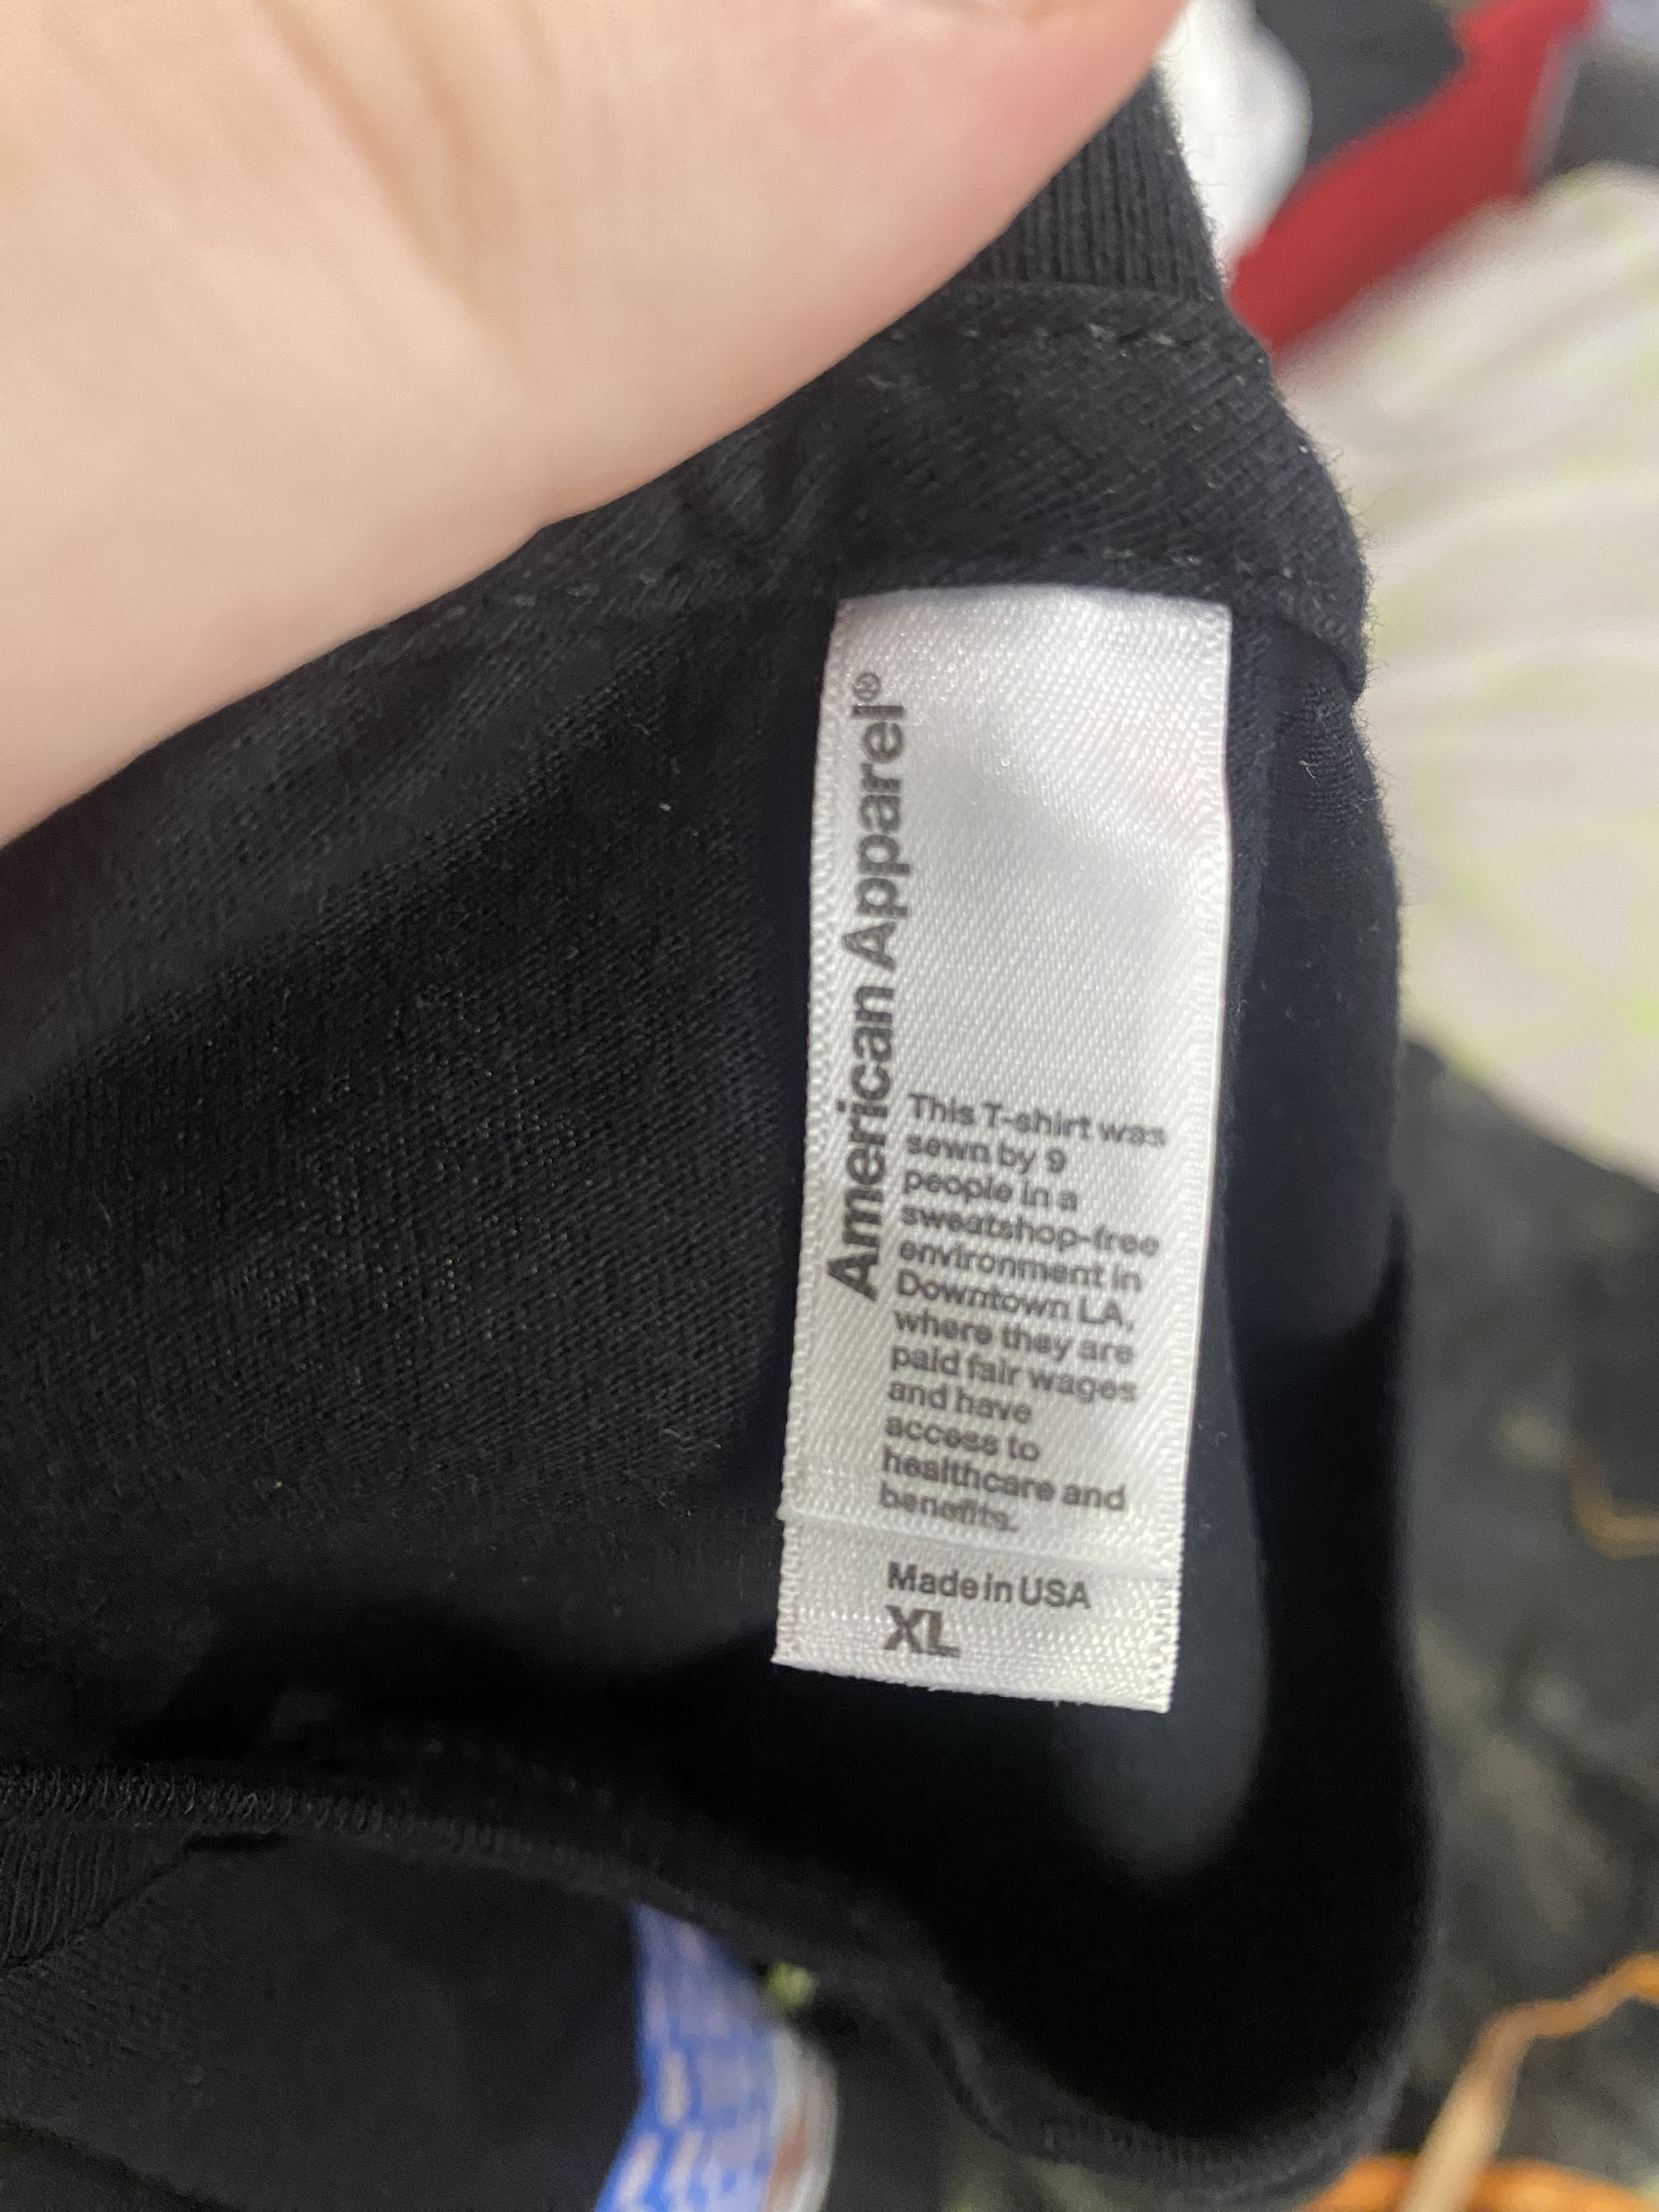 American Apparel®
This T-shirt was
sewn by 9
people in a
sweatshop-free
environment in
Downtown LA,
where they are
paid fair wages
and have
access to
healthcare and
benefits.
Made in USA
XL